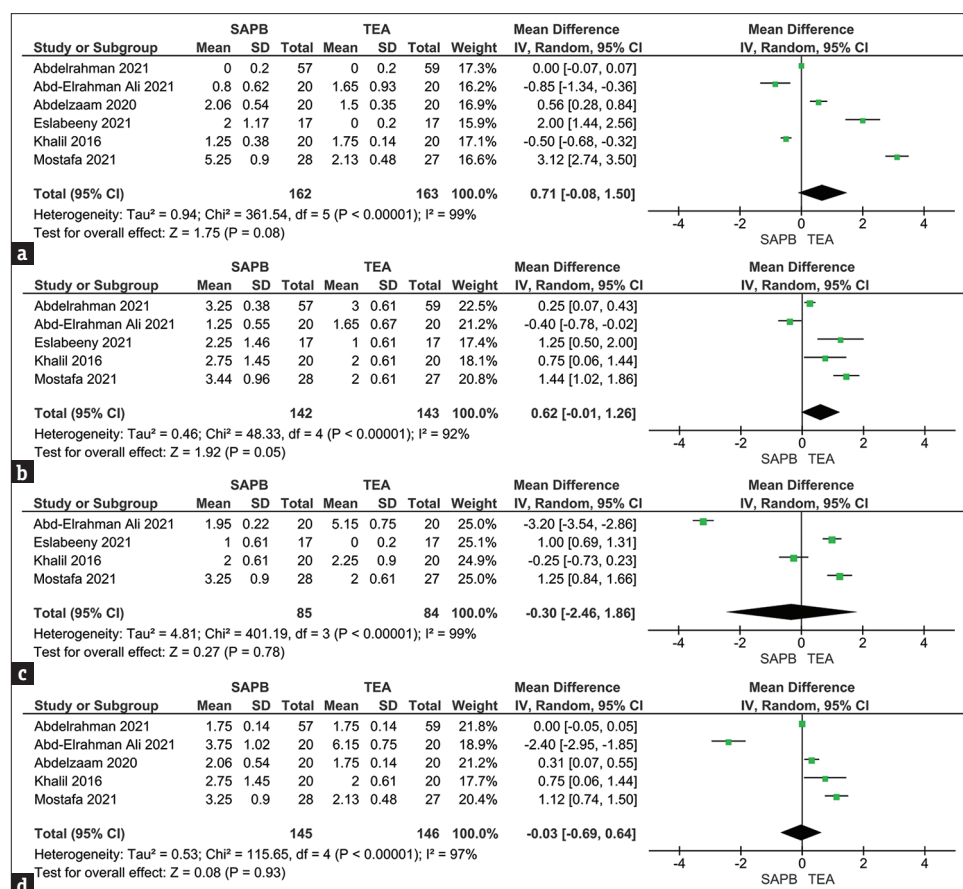 SAPB TEA Mean Difference Mean Difference
Study or Subgroup Mean SD Total Mean SD Total Weight IV, Random, 95% CI IV, Random, 95% CI
Abdelrahman 2021 0 0.2 57 0 0.2 59 17.3% 0.00 [-0.07, 0.07]
Abd-Elrahman Ali 2021 0.8 0.62 20 1.65 0.93 20 16.2% -0.85 [-1.34, -0.36]
Abdelzaam 2020 2.06 0.54 20 1.5 0.35 20 16.9% 0.56 [0.28, 0.84]
Eslabeeny 2021 2 1.17 17 0 0.2 17 15.9% 2.00 [1.44, 2.56]
Khalil 2016 1.25 0.38 20 1.75 0.14 20 17.1% -0.50 [-0.68, -0.32]
Mostafa 2021 5.25 0.9 28 2.13 0.48 27 16.6% 3.12 [2.74, 3.50]
Total (95% CI) 162 163 100.0% 0.71 [-0.08, 1.50]
Heterogeneity: Tau² = 0.94; Chi² = 361.54, df = 5 (P < 0.00001); I² = 99%
Test for overall effect: Z = 1.75 (P = 0.08)
-4 -2 0 2 4
SAPB TEA
a
SAPB TEA Mean Difference Mean Difference
Study or Subgroup Mean SD Total Mean SD Total Weight IV, Random, 95% CI IV, Random, 95% CI
Abdelrahman 2021 3.25 0.38 57 3 0.61 59 22.5% 0.25 [0.07, 0.43]
Abd-Elrahman Ali 2021 1.25 0.55 20 1.65 0.67 20 21.2% -0.40 [-0.78, -0.02]
Eslabeeny 2021 2.25 1.46 17 1 0.61 17 17.4% 1.25 [0.50, 2.00]
Khalil 2016 2.75 1.45 20 2 0.61 20 18.1% 0.75 [0.06, 1.44]
Mostafa 2021 3.44 0.96 28 2 0.61 27 20.8% 1.44 [1.02, 1.86]
Total (95% CI) 142 143 100.0% 0.62 [-0.01, 1.26]
Heterogeneity: Tau² = 0.46; Chi² = 48.33, df = 4 (P < 0.00001); I² = 92%
Test for overall effect: Z = 1.92 (P = 0.05)
-4 -2 0 2 4
SAPB TEA
b
SAPB TEA Mean Difference Mean Difference
Study or Subgroup Mean SD Total Mean SD Total Weight IV, Random, 95% CI IV, Random, 95% CI
Abd-Elrahman Ali 2021 1.95 0.22 20 5.15 0.75 20 25.0% -3.20 [-3.54, -2.86]
Eslabeeny 2021 1 0.61 17 0 0.2 17 25.1% 1.00 [0.69, 1.31]
Khalil 2016 2 0.61 20 2.25 0.9 20 24.9% -0.25 [-0.73, 0.23]
Mostafa 2021 3.25 0.9 28 2 0.61 27 25.0% 1.25 [0.84, 1.66]
Total (95% CI) 85 84 100.0% -0.30 [-2.46, 1.86]
Heterogeneity: Tau² = 4.81; Chi² = 401.19, df = 3 (P < 0.00001); I² = 99%
Test for overall effect: Z = 0.27 (P = 0.78)
-4 -2 0 2 4
SAPB TEA
c
SAPB TEA Mean Difference Mean Difference
Study or Subgroup Mean SD Total Mean SD Total Weight IV, Random, 95% CI IV, Random, 95% CI
Abdelrahman 2021 1.75 0.14 57 1.75 0.14 59 21.8% 0.00 [-0.05, 0.05]
Abd-Elrahman Ali 2021 3.75 1.02 20 6.15 0.75 20 18.9% -2.40 [-2.95, -1.85]
Abdelzaam 2020 2.06 0.54 20 1.75 0.14 20 21.2% 0.31 [0.07, 0.55]
Khalil 2016 2.75 1.45 20 2 0.61 20 17.7% 0.75 [0.06, 1.44]
Mostafa 2021 3.25 0.9 28 2.13 0.48 27 20.4% 1.12 [0.74, 1.50]
Total (95% CI) 145 146 100.0% -0.03 [-0.69, 0.64]
Heterogeneity: Tau² = 0.53; Chi² = 115.65, df = 4 (P < 0.00001); I² = 97%
Test for overall effect: Z = 0.08 (P = 0.93)
-4 -2 0 2 4
SAPB TEA
d